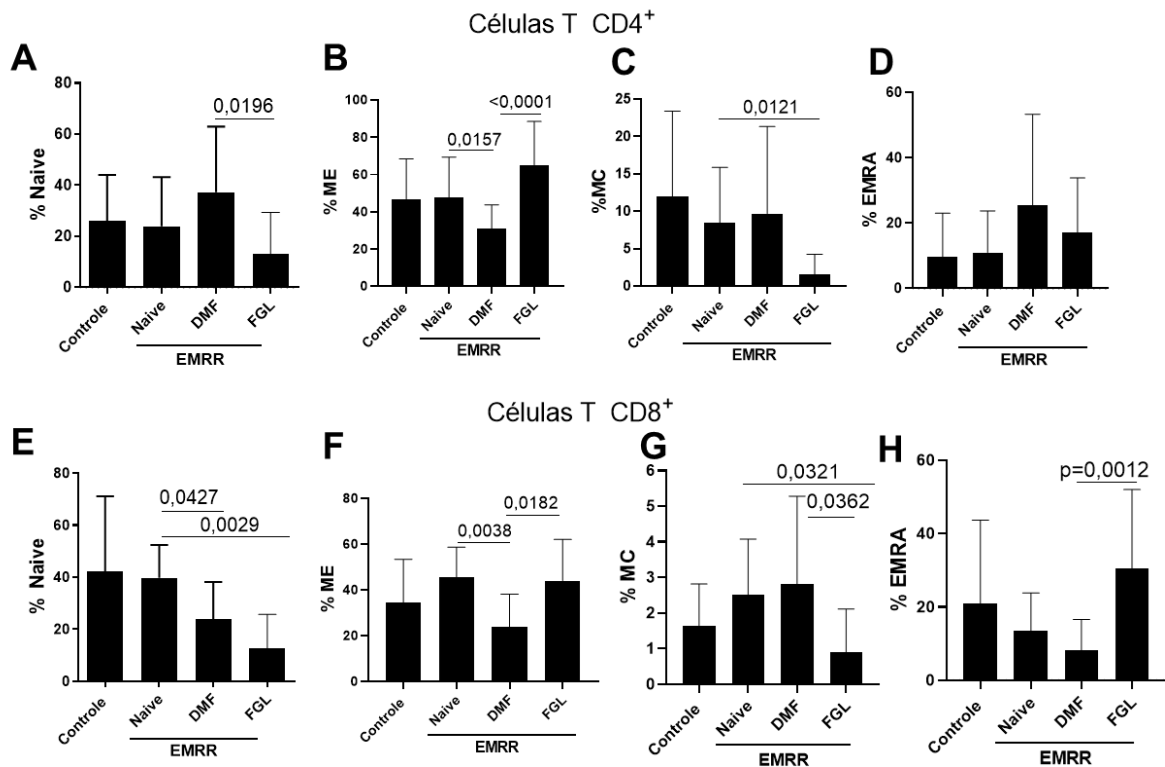 Células T CD4+
A
80
60
40
20
0
% Naive
0,0196
Controle
Naive
DMF
FGL
EMRR
B
100
80
60
40
20
0
% ME
<0,0001
0,0157
Controle
Naive
DMF
FGL
EMRR
C
25
20
15
10
5
0
%MC
0,0121
Controle
Naive
DMF
FGL
EMRR
D
60
40
20
0
% EMRA
Controle
Naive
DMF
FGL
EMRR
Células T CD8+
E
80
60
40
20
0
% Naive
0,0427
0,0029
Controle
Naive
DMF
FGL
EMRR
F
80
60
40
20
0
% ME
0,0182
0,0038
Controle
Naive
DMF
FGL
EMRR
G
6
5
4
3
2
1
0
% MC
0,0321
0,0362
Controle
Naive
DMF
FGL
EMRR
H
60
40
20
0
% EMRA
p=0,0012
Controle
Naive
DMF
FGL
EMRR